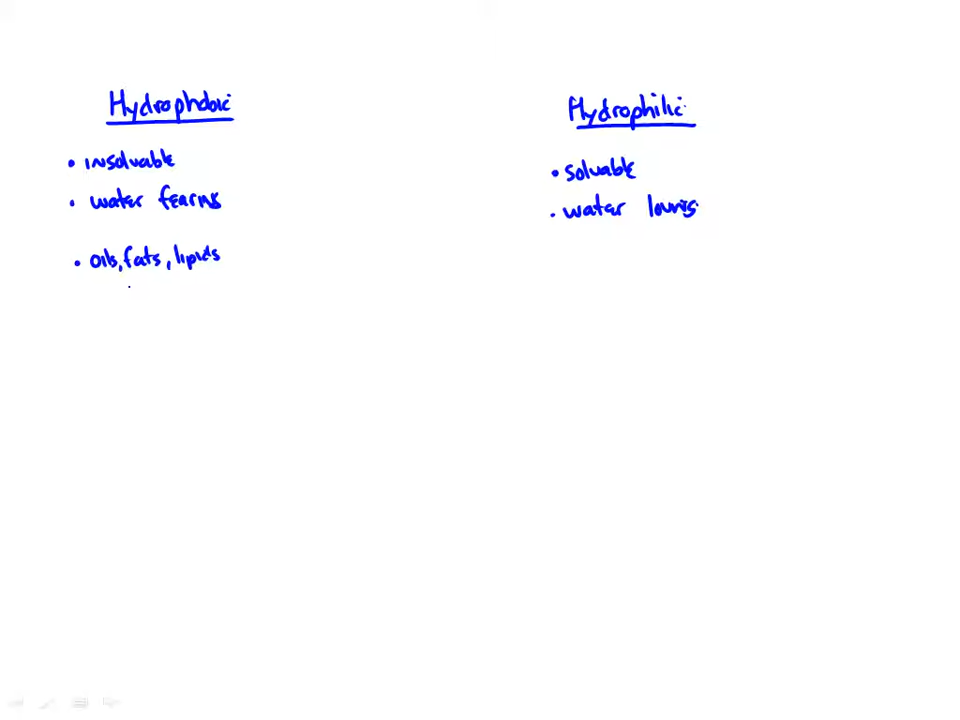 Hydrophobic
• insolvable
• water fearing
• oils, fats, lipids
Hydrophilic
• solvable
• water loving